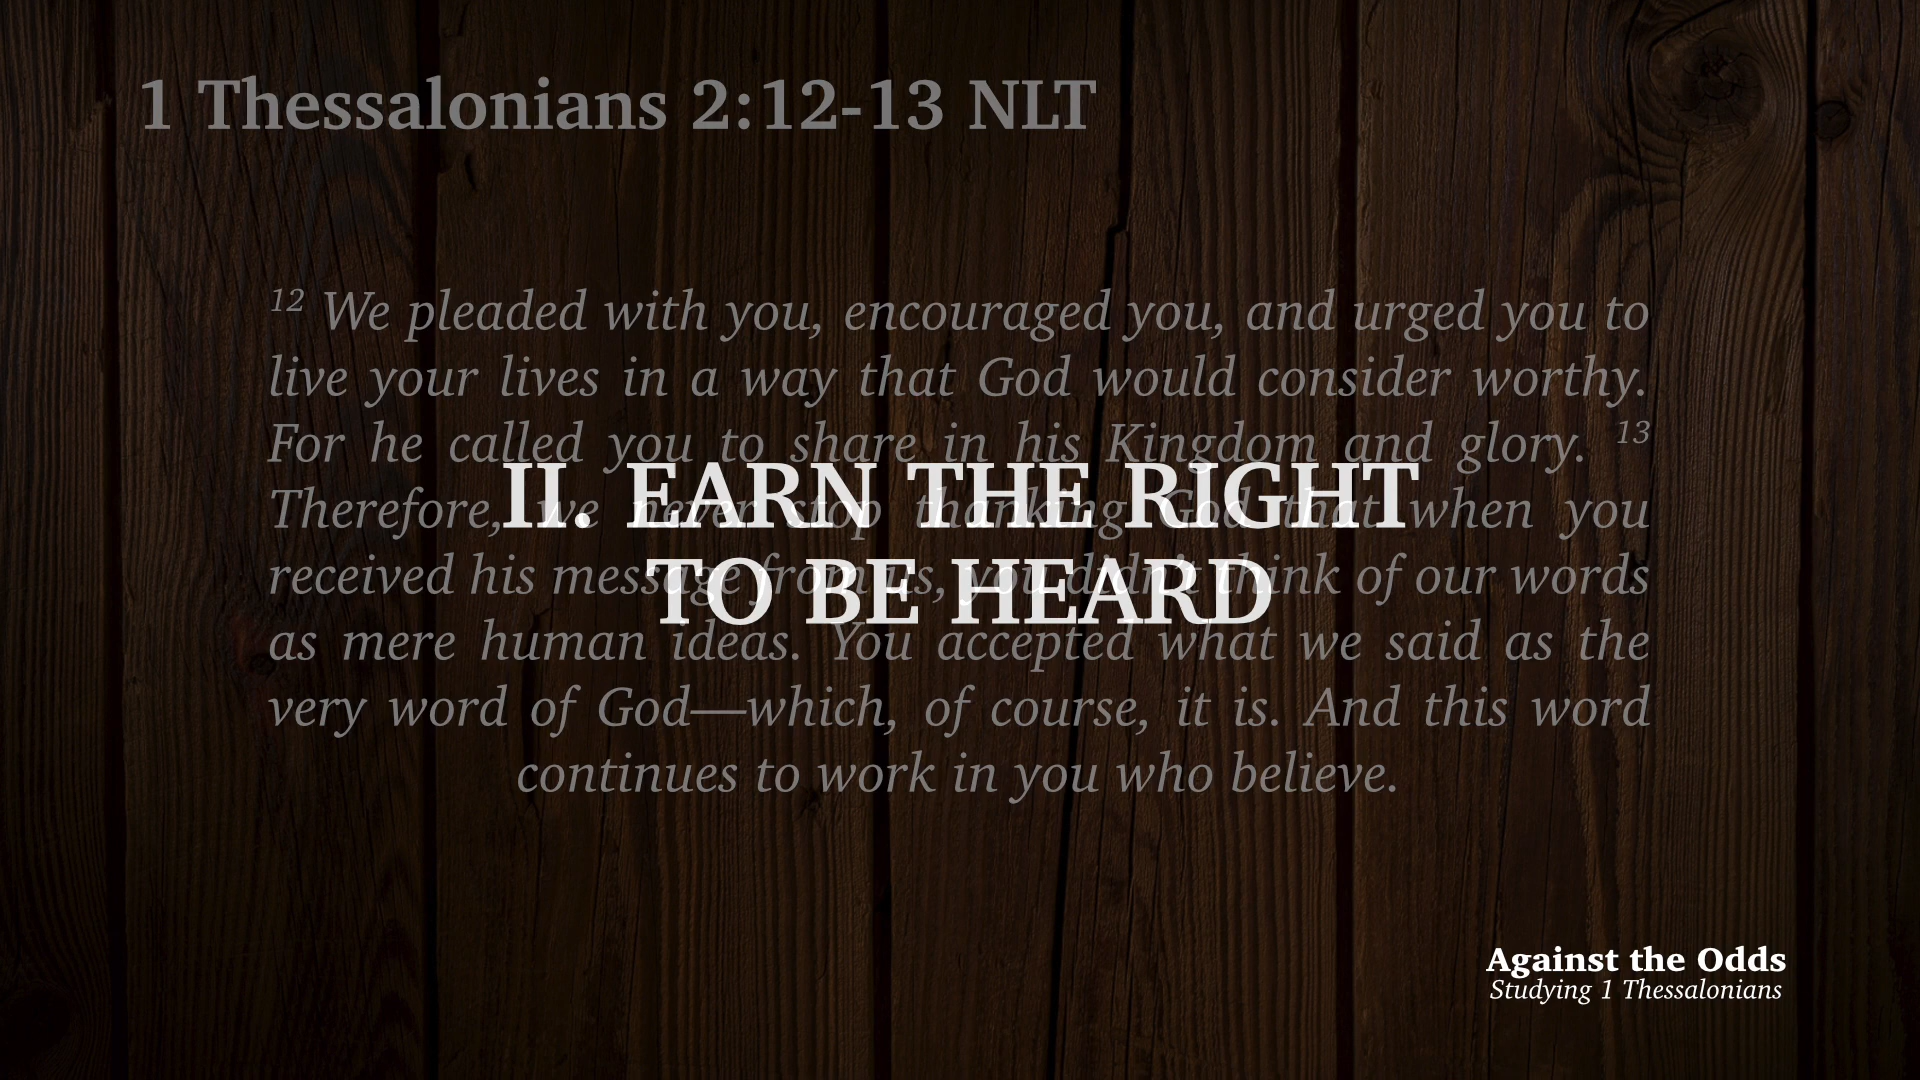 1 Thessalonians 2:12-13 NLT
12 We pleaded with you, encouraged you, and urged you to
live your lives in a way that God would consider worthy.
For he called you to share in his Kingdom and glory. 13
Therefore, we never stop thanking God that when you
received his message from us, you didn't think of our words
as mere human ideas. You accepted what we said as the
very word of God—which, of course, it is. And this word
continues to work in you who believe.
II. EARN THE RIGHT
TO BE HEARD
Against the Odds
Studying 1 Thessalonians